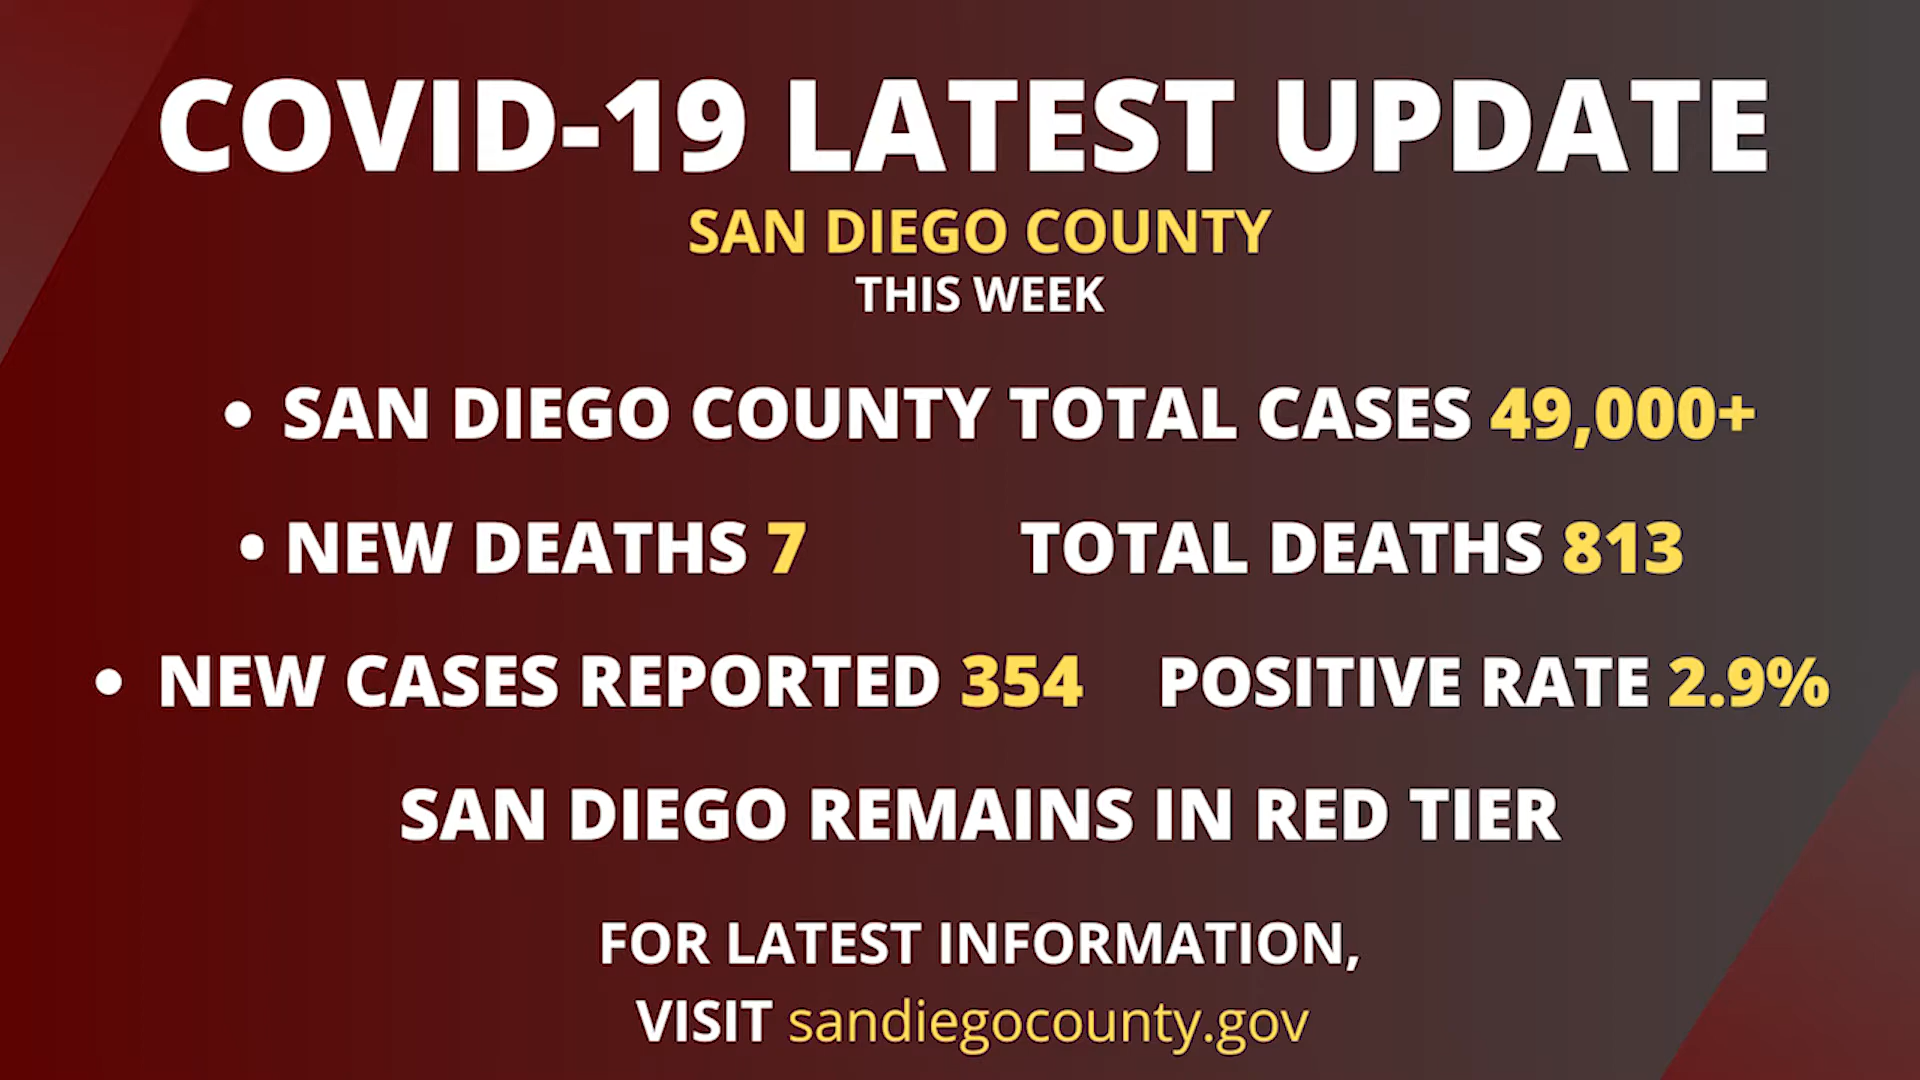 COVID-19 LATEST UPDATE
SAN DIEGO COUNTY
THIS WEEK
• SAN DIEGO COUNTY TOTAL CASES 49,000+
• NEW DEATHS 7 TOTAL DEATHS 813
• NEW CASES REPORTED 354 POSITIVE RATE 2.9%
SAN DIEGO REMAINS IN RED TIER
FOR LATEST INFORMATION,
VISIT sandiegocounty.gov